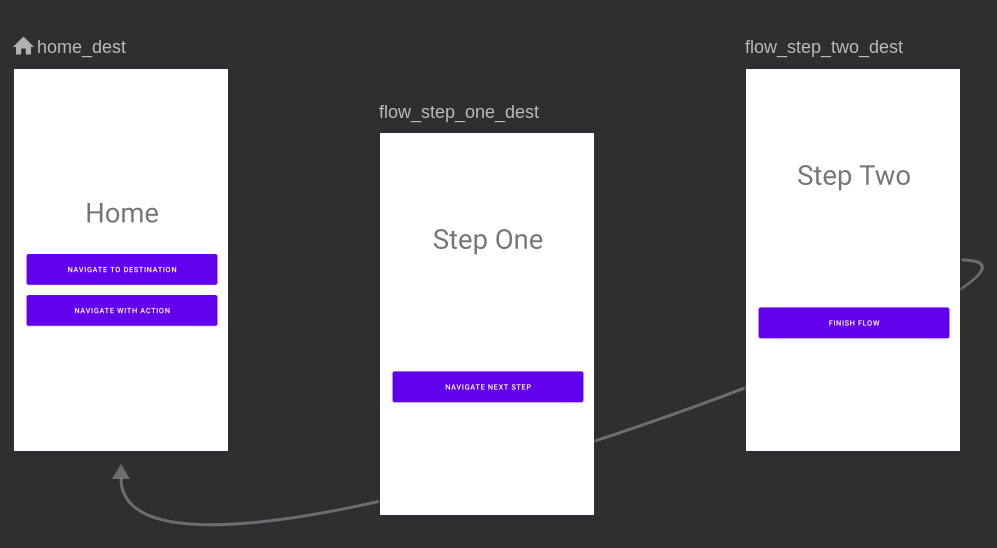 home_dest
Home
NAVIGATE TO DESTINATION
NAVIGATE WITH ACTION
flow_step_one_dest
Step One
NAVIGATE NEXT STEP
flow_step_two_dest
Step Two
FINISH FLOW